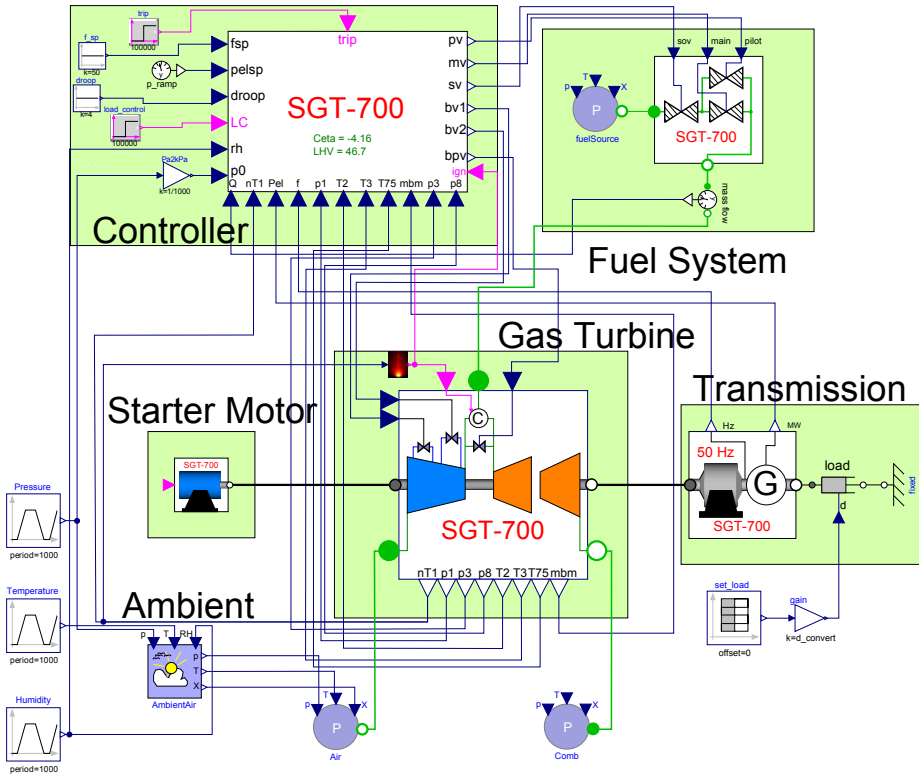 trip
100000
f_sp
k=50
p_ramp
droop
k=4
load_control
100000
Pa2kPa
k=1/1000
trip
fsp
pelsp
droop
LC
rh
p0
SGT-700
Ceta = -4.16
LHV = 46.7
pv
mv
sv
bv1
bv2
bpv
ign
Q nT1 Pel f p1 T2 T3 T75 mbm p3 p8
Controller
sov main pilot
p T X
P
fuelSource
SGT-700
mass flow
Fuel System
Gas Turbine
C
SGT-700
nT1 p1 p3 p8 T2 T3 T75 mbm
Starter Motor
SGT-700
Transmission
Hz MW
50 Hz
G
SGT-700
load
d
fixed
set_load
offset=0
gain
k=d_convert
Pressure
period=1000
Temperature
period=1000
Humidity
period=1000
Ambient
p T RH
p
T
X
AmbientAir
p T X
P
Air
p T X
P
Comb